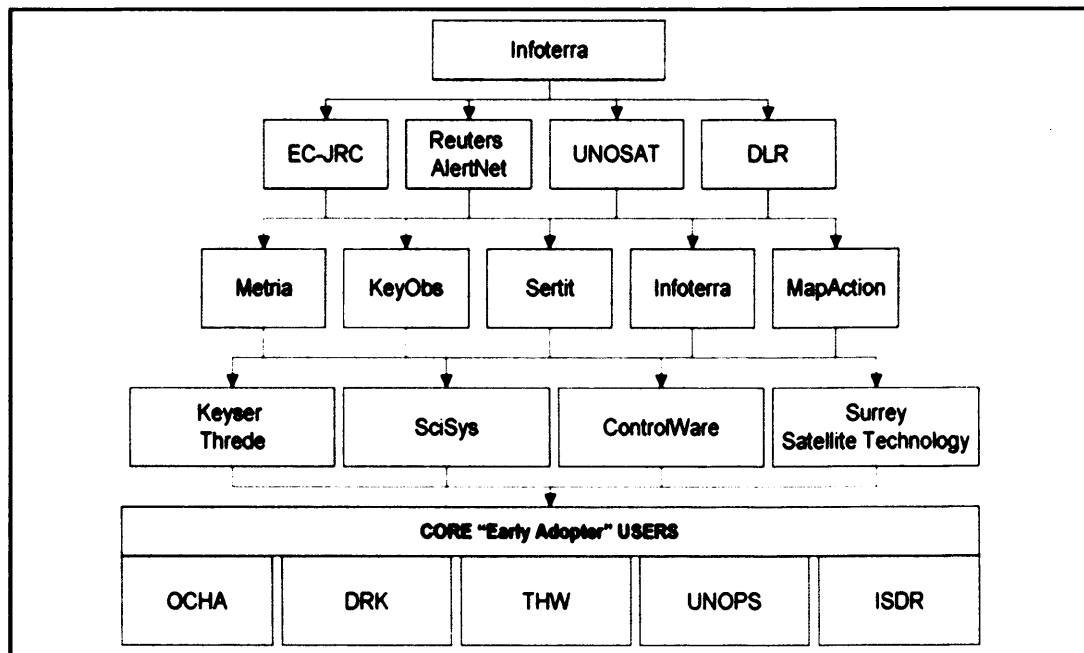 Infoterra
EC-JRC
Reuters
AlertNet
UNOSAT
DLR
Metria
KeyObs
Sertit
Infoterra
MapAction
Keyser
Threde
SciSys
ControlWare
Surrey
Satellite Technology
CORE “Early Adopter” USERS
OCHA
DRK
THW
UNOPS
ISDR